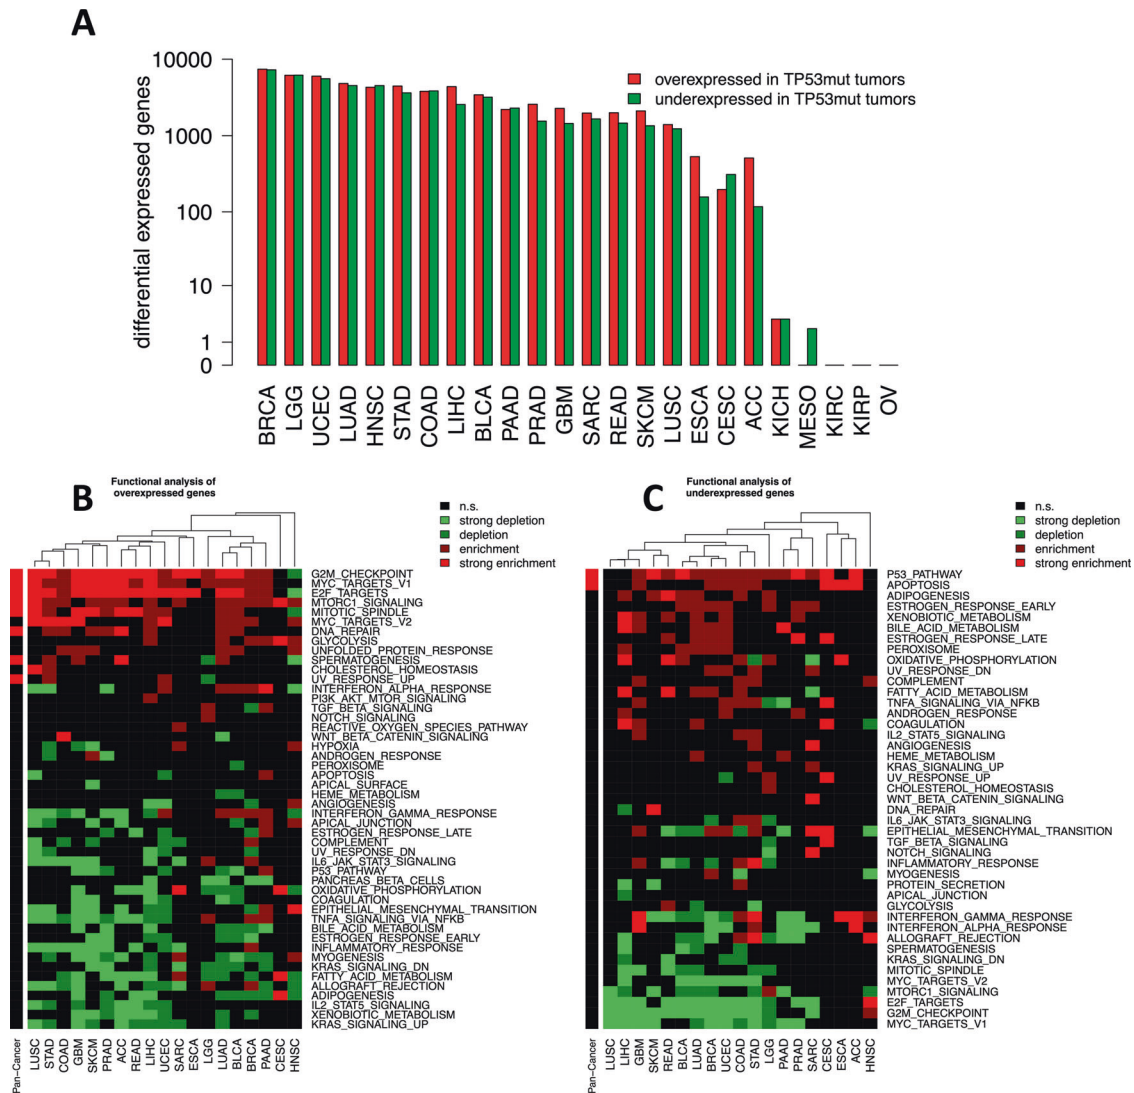 A
differential expressed genes
10000
1000
100
10
1
0
overexpressed in TP53mut tumors
underexpressed in TP53mut tumors
BRCA
LGG
UCEC
LUAD
HNSC
STAD
COAD
LIHC
BLCA
PAAD
PRAD
GBM
SARC
READ
SKCM
LUSC
ESCA
CESC
ACC
KICH
MESO
KIRC
KIRP
OV
B
Functional analysis of
overexpressed genes
n.s.
strong depletion
depletion
enrichment
strong enrichment
G2M_CHECKPOINT
MYC_TARGETS_V1
E2F_TARGETS
MTORC1_SIGNALING
MITOTIC_SPINDLE
MYC_TARGETS_V2
DNA_REPAIR
GLYCOLYSIS
UNFOLDED_PROTEIN_RESPONSE
SPERMATOGENESIS
CHOLESTEROL_HOMEOSTASIS
UV_RESPONSE_UP
INTERFERON_ALPHA_RESPONSE
PI3K_AKT_MTOR_SIGNALING
TGF_BETA_SIGNALING
NOTCH_SIGNALING
REACTIVE_OXYGEN_SPECIES_PATHWAY
WNT_BETA_CATENIN_SIGNALING
HYPOXIA
ANDROGEN_RESPONSE
PEROXISOME
APOPTOSIS
APICAL_SURFACE
HEME_METABOLISM
ANGIOGENESIS
INTERFERON_GAMMA_RESPONSE
APICAL_JUNCTION
ESTROGEN_RESPONSE_LATE
COMPLEMENT
UV_RESPONSE_DN
IL6_JAK_STAT3_SIGNALING
P53_PATHWAY
PANCREAS_BETA_CELLS
OXIDATIVE_PHOSPHORYLATION
COAGULATION
EPITHELIAL_MESENCHYMAL_TRANSITION
TNFA_SIGNALING_VIA_NFKB
BILE_ACID_METABOLISM
ESTROGEN_RESPONSE_EARLY
INFLAMMATORY_RESPONSE
MYOGENESIS
KRAS_SIGNALING_DN
FATTY_ACID_METABOLISM
ALLOGRAFT_REJECTION
ADIPOGENESIS
IL2_STAT5_SIGNALING
XENOBIOTIC_METABOLISM
KRAS_SIGNALING_UP
Pan-Cancer
LUSC
STAD
COAD
GBM
SKCM
PRAD
ACC
READ
LIHC
UCEC
SARC
ESCA
LGG
LUAD
BLCA
BRCA
PAAD
CESC
HNSC
C
Functional analysis of
underexpressed genes
n.s.
strong depletion
depletion
enrichment
strong enrichment
P53_PATHWAY
APOPTOSIS
ADIPOGENESIS
ESTROGEN_RESPONSE_EARLY
XENOBIOTIC_METABOLISM
BILE_ACID_METABOLISM
ESTROGEN_RESPONSE_LATE
PEROXISOME
OXIDATIVE_PHOSPHORYLATION
UV_RESPONSE_DN
COMPLEMENT
FATTY_ACID_METABOLISM
TNFA_SIGNALING_VIA_NFKB
ANDROGEN_RESPONSE
COAGULATION
IL2_STAT5_SIGNALING
ANGIOGENESIS
HEME_METABOLISM
KRAS_SIGNALING_UP
UV_RESPONSE_UP
CHOLESTEROL_HOMEOSTASIS
WNT_BETA_CATENIN_SIGNALING
DNA_REPAIR
IL6_JAK_STAT3_SIGNALING
EPITHELIAL_MESENCHYMAL_TRANSITION
TGF_BETA_SIGNALING
NOTCH_SIGNALING
INFLAMMATORY_RESPONSE
MYOGENESIS
PROTEIN_SECRETION
APICAL_JUNCTION
GLYCOLYSIS
INTERFERON_GAMMA_RESPONSE
INTERFERON_ALPHA_RESPONSE
ALLOGRAFT_REJECTION
SPERMATOGENESIS
KRAS_SIGNALING_DN
MITOTIC_SPINDLE
MYC_TARGETS_V2
MTORC1_SIGNALING
E2F_TARGETS
G2M_CHECKPOINT
MYC_TARGETS_V1
Pan-Cancer
LUSC
LIHC
GBM
SKCM
READ
BLCA
LUAD
BRCA
UCEC
COAD
STAD
LGG
PAAD
PRAD
SARC
CESC
ESCA
ACC
HNSC